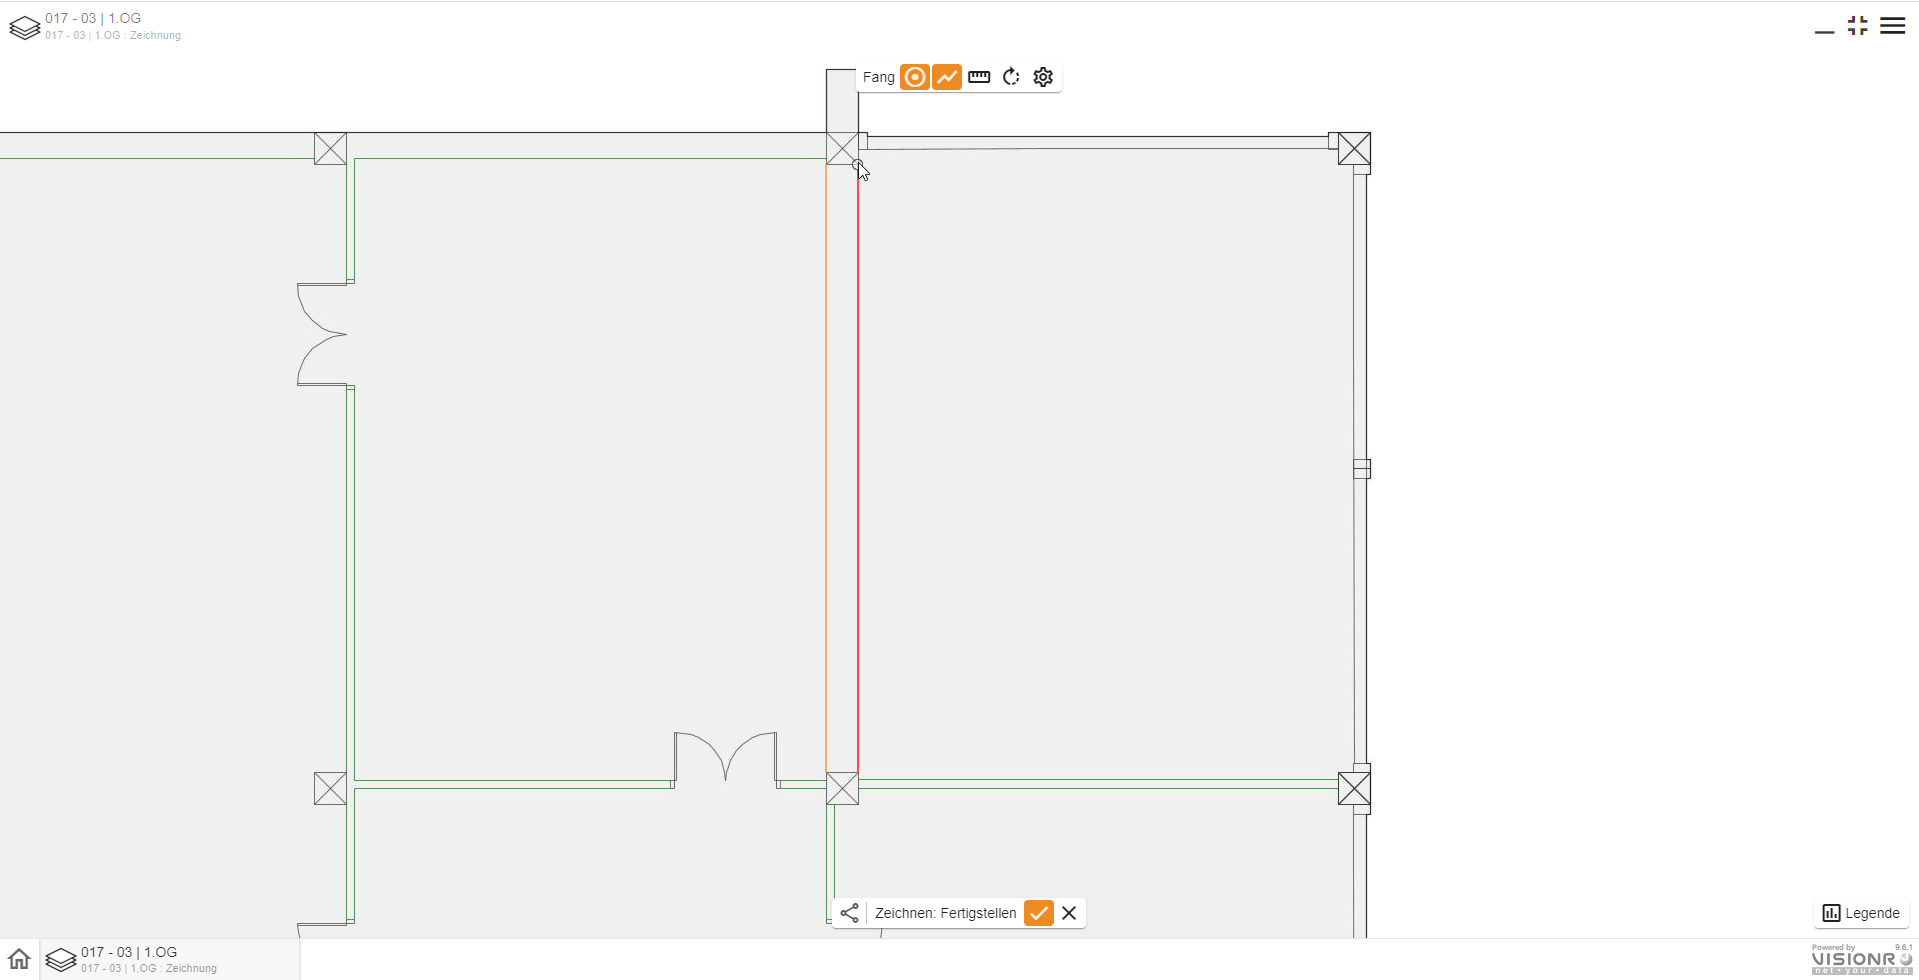 017 - 03 | 1.OG
017 - 03 | 1.OG : Zeichnung
Fang
Zeichnen: Fertigstellen
Legende
017 - 03 | 1.OG
017 - 03 | 1.OG : Zeichnung
Powered by 9.6.1
VISIONR
net • your • data